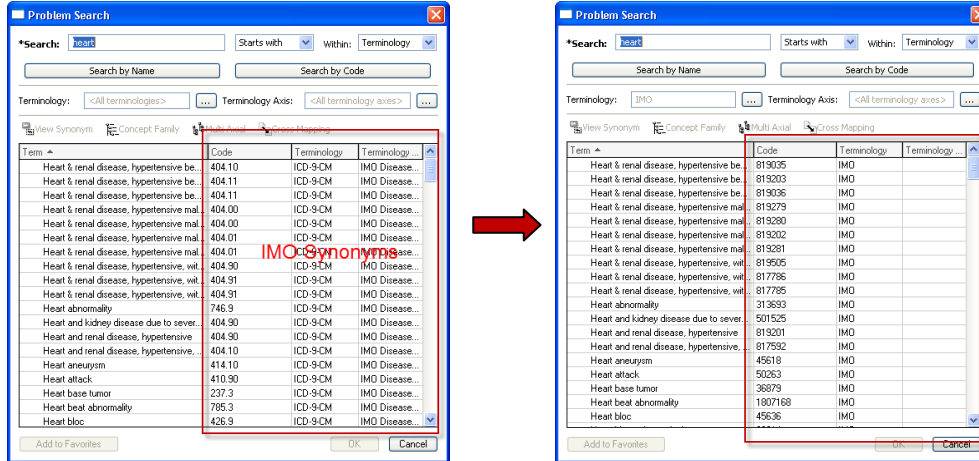 Problem Search
*Search: heart Starts with Within: Terminology
Search by Name Search by Code
Terminology: <All terminologies> ... Terminology Axis: <All terminology axes> ...
View Synonym Concept Family Multi Axial Cross Mapping
Term Code Terminology Terminology ...
Heart & renal disease, hypertensive be... 404.10 ICD-9-CM IMO Disease...
Heart & renal disease, hypertensive be... 404.11 ICD-9-CM IMO Disease...
Heart & renal disease, hypertensive be... 404.11 ICD-9-CM IMO Disease...
Heart & renal disease, hypertensive mal... 404.00 ICD-9-CM IMO Disease...
Heart & renal disease, hypertensive mal... 404.00 ICD-9-CM IMO Disease...
Heart & renal disease, hypertensive mal... 404.01 ICD-9-CM IMO Disease...
Heart & renal disease, hypertensive mal... 404.01 ICD-9-CM IMO Disease...
IMO Synonyms
Heart & renal disease, hypertensive, wit... 404.90 ICD-9-CM IMO Disease...
Heart & renal disease, hypertensive, wit... 404.91 ICD-9-CM IMO Disease...
Heart & renal disease, hypertensive, wit... 404.91 ICD-9-CM IMO Disease...
Heart abnormality 746.9 ICD-9-CM IMO Disease...
Heart and kidney disease due to sever... 404.90 ICD-9-CM IMO Disease...
Heart and renal disease, hypertensive 404.90 ICD-9-CM IMO Disease...
Heart and renal disease, hypertensive, ... 404.10 ICD-9-CM IMO Disease...
Heart aneurysm 414.10 ICD-9-CM IMO Disease...
Heart attack 410.90 ICD-9-CM IMO Disease...
Heart base tumor 237.3 ICD-9-CM IMO Disease...
Heart beat abnormality 785.3 ICD-9-CM IMO Disease...
Heart bloc 426.9 ICD-9-CM IMO Disease...
Add to Favorites OK Cancel
Problem Search
*Search: heart Starts with Within: Terminology
Search by Name Search by Code
Terminology: IMO ... Terminology Axis: <All terminology axes> ...
View Synonym Concept Family Multi Axial Cross Mapping
Term Code Terminology Terminology ...
Heart & renal disease, hypertensive be... 819035 IMO
Heart & renal disease, hypertensive be... 819203 IMO
Heart & renal disease, hypertensive be... 819036 IMO
Heart & renal disease, hypertensive mal... 819279 IMO
Heart & renal disease, hypertensive mal... 819280 IMO
Heart & renal disease, hypertensive mal... 819202 IMO
Heart & renal disease, hypertensive mal... 819281 IMO
Heart & renal disease, hypertensive, wit... 819505 IMO
Heart & renal disease, hypertensive, wit... 817786 IMO
Heart & renal disease, hypertensive, wit... 817785 IMO
Heart abnormality 313693 IMO
Heart and kidney disease due to sever... 501525 IMO
Heart and renal disease, hypertensive 819201 IMO
Heart and renal disease, hypertensive, ... 817592 IMO
Heart aneurysm 45618 IMO
Heart attack 50263 IMO
Heart base tumor 36879 IMO
Heart beat abnormality 1807168 IMO
Heart bloc 45636 IMO
Add to Favorites OK Cancel